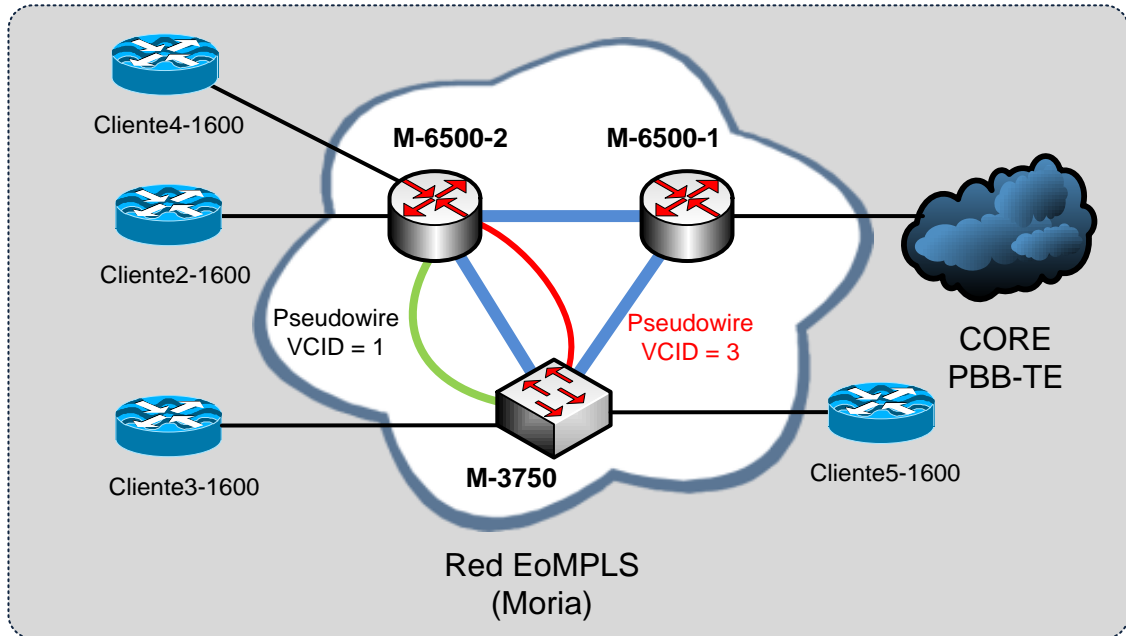 Cliente4-1600
M-6500-2
M-6500-1
Cliente2-1600
Pseudowire
VCID = 1
Pseudowire
VCID = 3
CORE
PBB-TE
Cliente3-1600
M-3750
Cliente5-1600
Red EoMPLS
(Moria)